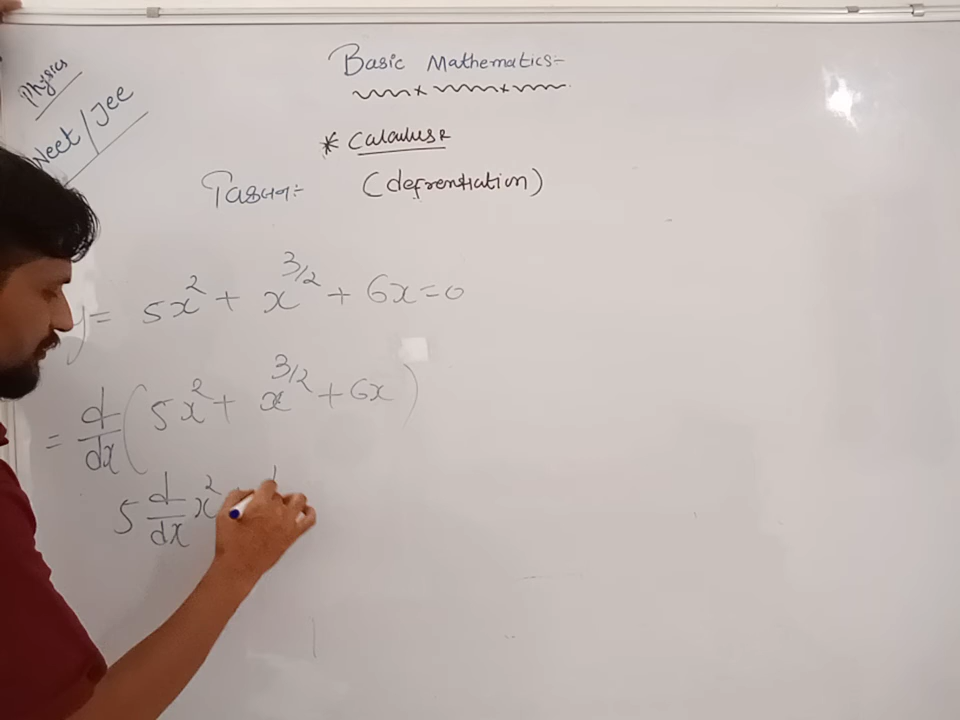 Physics
Neet/Jee
Basic Mathematics:-
* Calculus
(defrentiation)
y = 5x² + x^3/2 + 6x = 0
= d/dx (5x² + x^3/2 + 6x)
5 d/dx x²